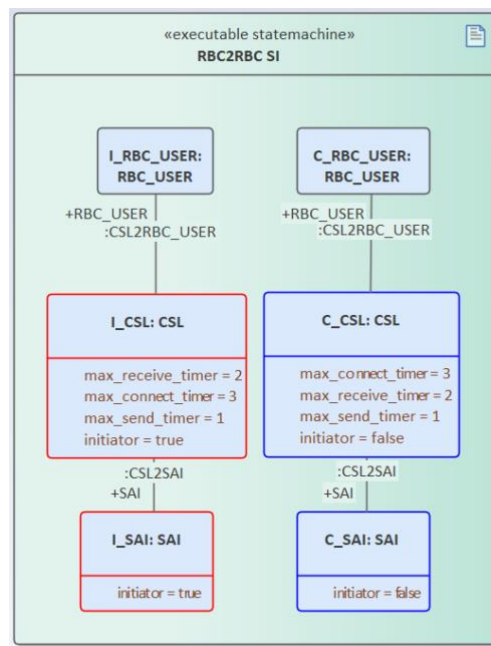 «executable statemachine»
RBC2RBC SI
I_RBC_USER:
RBC_USER
+RBC_USER
:CSL2RBC_USER
I_CSL: CSL
max_receive_timer = 2
max_connect_timer = 3
max_send_timer = 1
initiator = true
:CSL2SAI
+SAI
I_SAI: SAI
initiator = true
C_RBC_USER:
RBC_USER
+RBC_USER
:CSL2RBC_USER
C_CSL: CSL
max_connect_timer = 3
max_receive_timer = 2
max_send_timer = 1
initiator = false
:CSL2SAI
+SAI
C_SAI: SAI
initiator = false